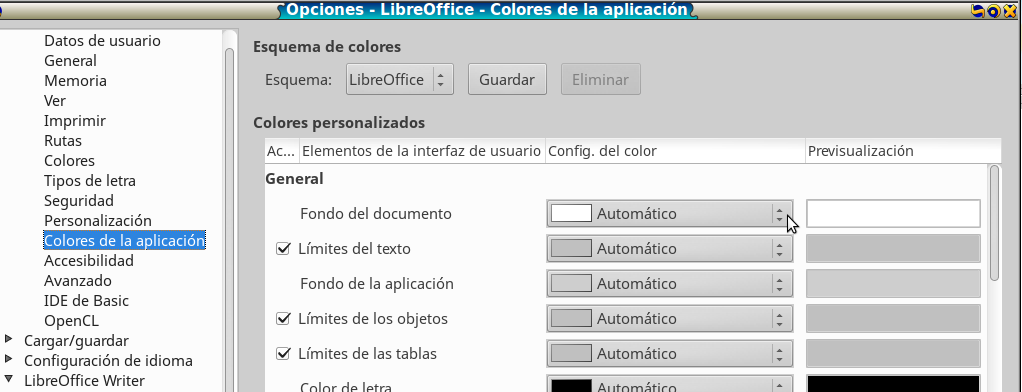 Opciones - LibreOffice - Colores de la aplicación
Datos de usuario
General
Memoria
Ver
Imprimir
Rutas
Colores
Tipos de letra
Seguridad
Personalización
Colores de la aplicación
Accesibilidad
Avanzado
IDE de Basic
OpenCL
Cargar/guardar
Configuración de idioma
LibreOffice Writer
Esquema de colores
Esquema: LibreOffice Guardar Eliminar
Colores personalizados
Ac... Elementos de la interfaz de usuario Config. del color Previsualización
General
Fondo del documento Automático
Límites del texto Automático
Fondo de la aplicación Automático
Límites de los objetos Automático
Límites de las tablas Automático
Color de letra Automático